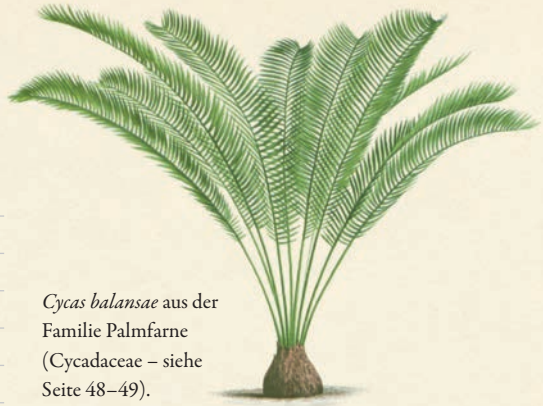 Cycas balansae aus der
Familie Palmfarne
(Cycadaceae – siehe
Seite 48–49).